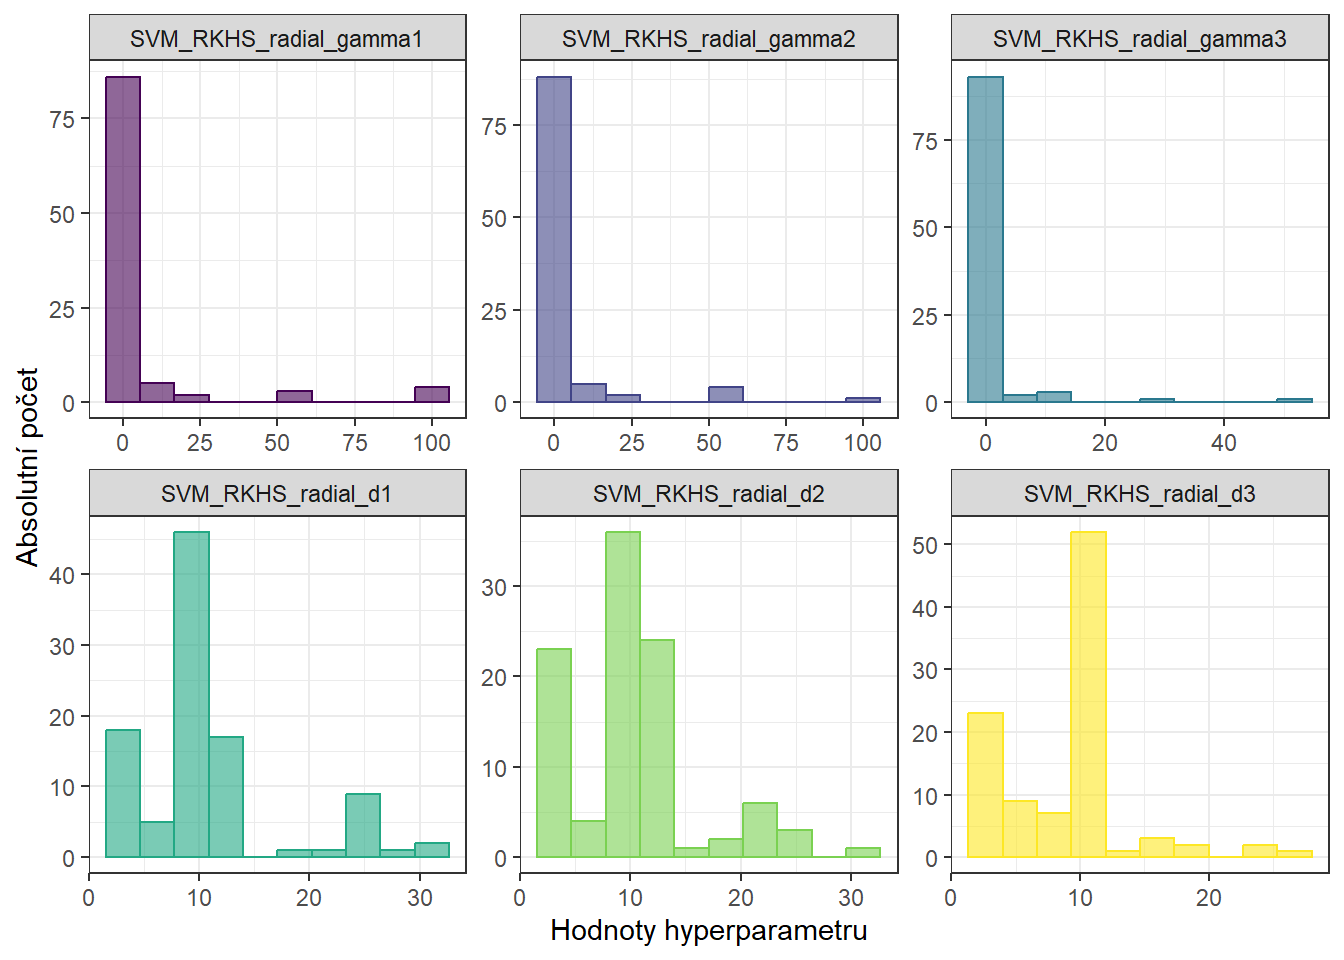 SVM_RKHS_radial_gamma1 SVM_RKHS_radial_gamma2 SVM_RKHS_radial_gamma3
75
50
25
0
0 25 50 75 100
75
50
25
0
0 25 50 75 100
75
50
25
0
0 20 40
SVM_RKHS_radial_d1 SVM_RKHS_radial_d2 SVM_RKHS_radial_d3
40
30
20
10
0
0 10 20 30
30
20
10
0
0 10 20 30
50
40
30
20
10
0
0 10 20
Absolutní počet
Hodnoty hyperparametru